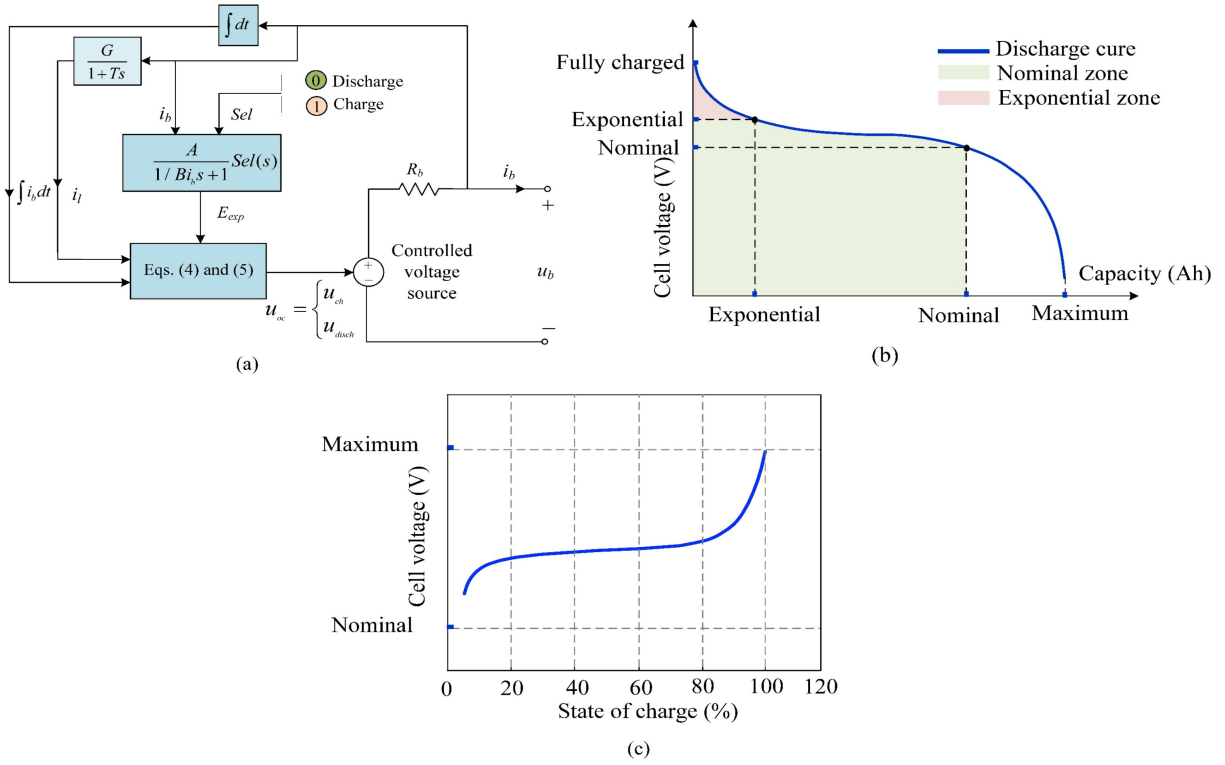 ∫ dt
G
1+Ts
0 Discharge
1 Charge
i_b
Sel
A
1/ Bi_b s+1
Sel(s)
∫ i_b dt
i_l
E_exp
Eqs. (4) and (5)
R_b
i_b
+
Controlled
voltage
source
+
−
u_b
−
u_oc = { u_ch
u_disch
(a)
Discharge cure
Nominal zone
Exponential zone
Fully charged
Exponential
Nominal
Cell voltage (V)
Capacity (Ah)
Exponential
Nominal
Maximum
(b)
Maximum
Nominal
Cell voltage (V)
0 20 40 60 80 100 120
State of charge (%)
(c)